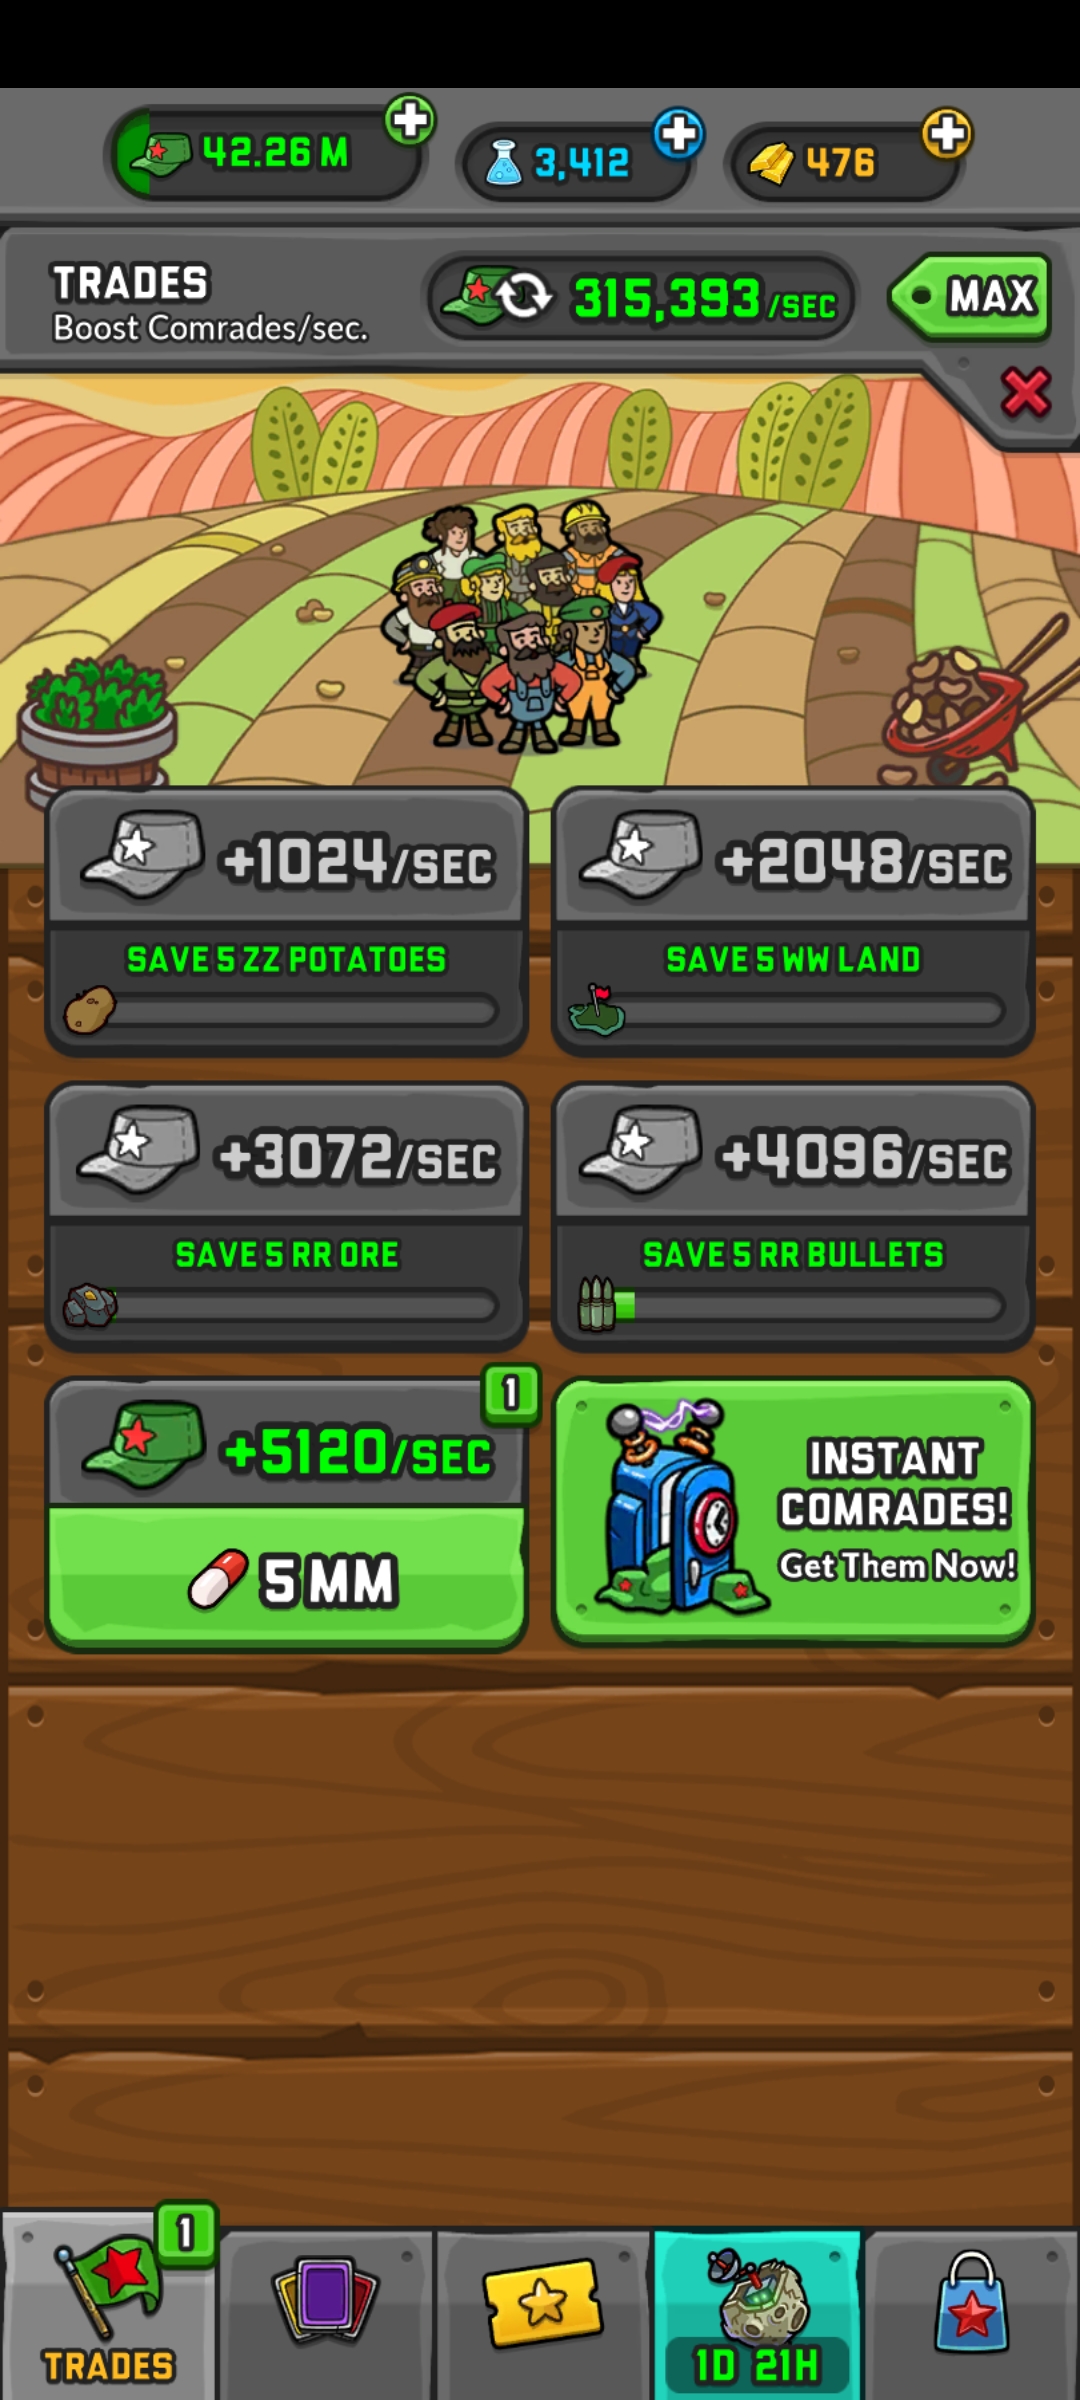 42.26 M
3,412
476
TRADES
Boost Comrades/sec.
315,393/SEC
MAX
+1024/SEC
SAVE 5 ZZ POTATOES
+2048/SEC
SAVE 5 WW LAND
+3072/SEC
SAVE 5 RR ORE
+4096/SEC
SAVE 5 RR BULLETS
1
+5120/SEC
5 MM
INSTANT
COMRADES!
Get Them Now!
1
TRADES
1D 21H